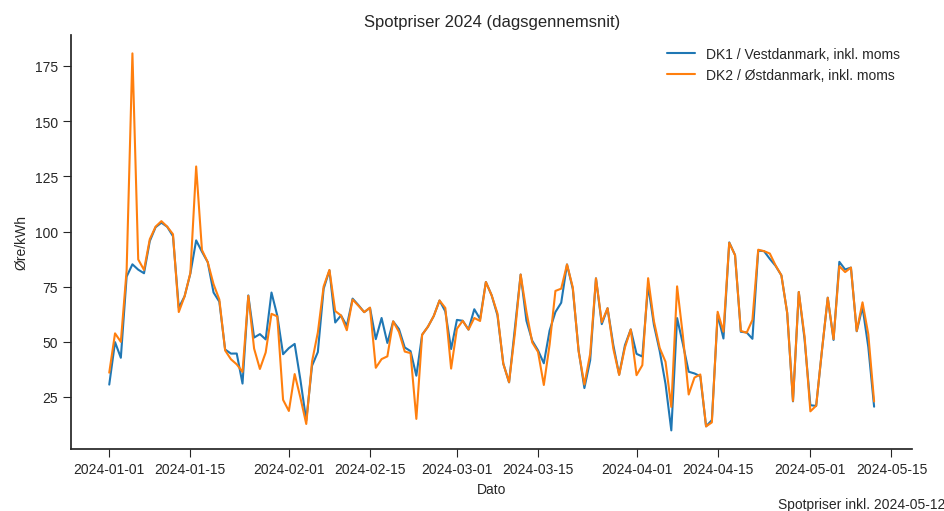 Spotpriser 2024 (dagsgennemsnit)
DK1 / Vestdanmark, inkl. moms
DK2 / Østdanmark, inkl. moms
Øre/kWh
175
150
125
100
75
50
25
2024-01-01 2024-01-15 2024-02-01 2024-02-15 2024-03-01 2024-03-15 2024-04-01 2024-04-15 2024-05-01 2024-05-15
Dato
Spotpriser inkl. 2024-05-12